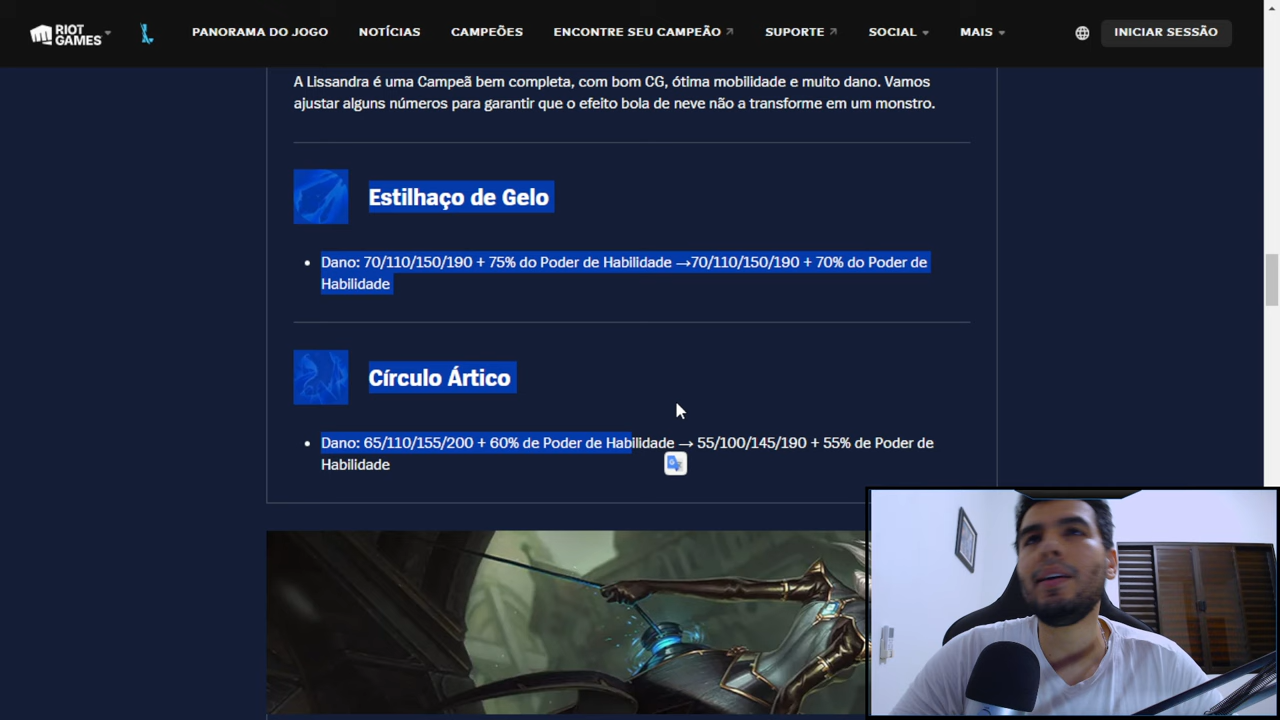 RIOT GAMES
PANORAMA DO JOGO
NOTÍCIAS
CAMPEÕES
ENCONTRE SEU CAMPEÃO
SUPORTE
SOCIAL
MAIS
INICIAR SESSÃO
A Lissandra é uma Campeã bem completa, com bom CG, ótima mobilidade e muito dano. Vamos
ajustar alguns números para garantir que o efeito bola de neve não a transforme em um monstro.
Estilhaço de Gelo
Dano: 70/110/150/190 + 75% do Poder de Habilidade →70/110/150/190 + 70% do Poder de
Habilidade
Círculo Ártico
Dano: 65/110/155/200 + 60% de Poder de Habilidade → 55/100/145/190 + 55% de Poder de
Habilidade